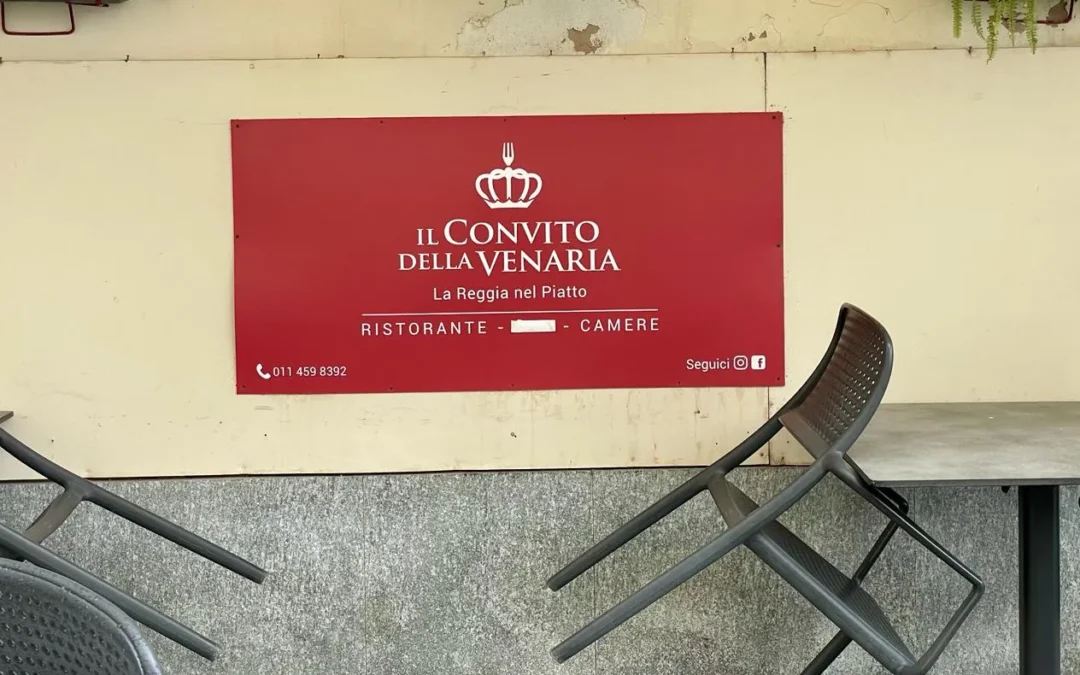 IL CONVITO
DELLA VENARIA
La Reggia nel Piatto
RISTORANTE - - CAMERE
011 459 8392
Seguici